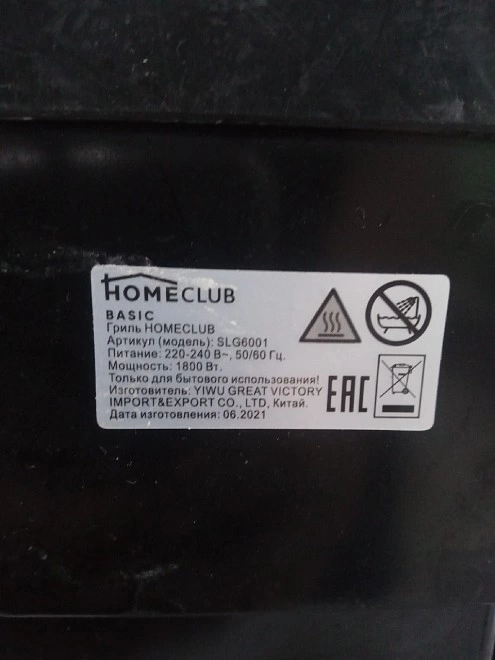 HOMECLUB
BASIC
Гриль HOMECLUB
Артикул (модель): SLG6001
Питание: 220-240 В~, 50/60 Гц.
Мощность: 1800 Вт.
Только для бытового использования!
Изготовитель: YIWU GREAT VICTORY
IMPORT&EXPORT CO., LTD, Китай.
Дата изготовления: 06.2021
EAC